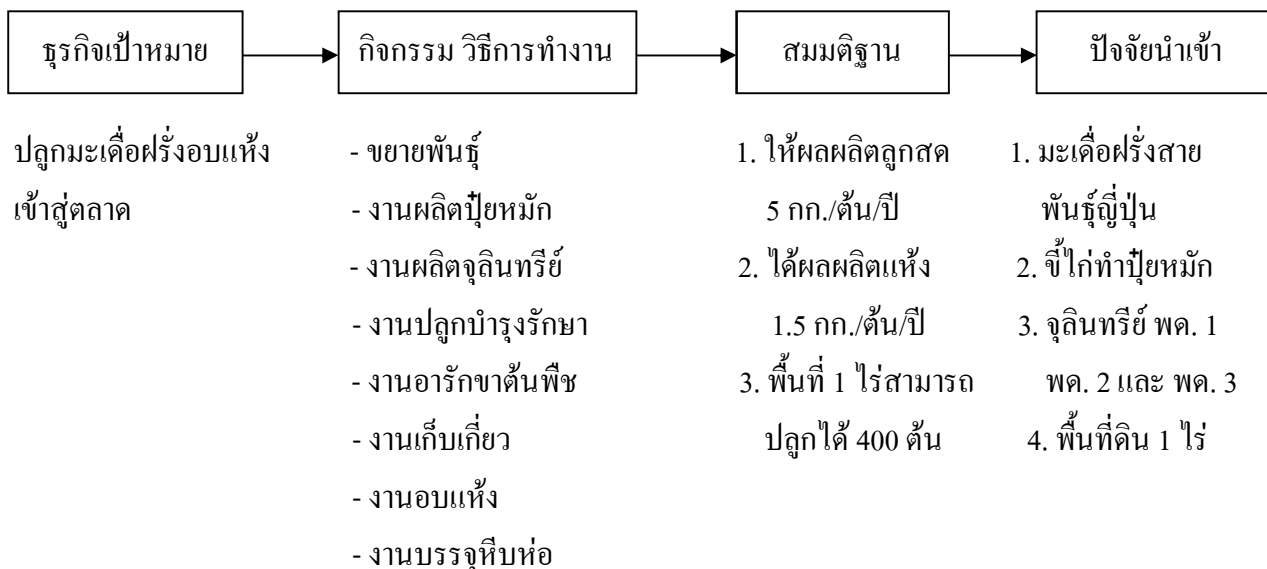 ธุรกิจเป้าหมาย
กิจกรรม วิธีการทำงาน
สมมติฐาน
ปัจจัยนำเข้า
ปลูกมะเดื่อฝรั่งอบแห้ง
เข้าสู่ตลาด
- ขยายพันธุ์
- งานผลิตปุ๋ยหมัก
- งานผลิตจุลินทรีย์
- งานปลูกบำรุงรักษา
- งานอารักขาต้นพืช
- งานเก็บเกี่ยว
- งานอบแห้ง
- งานบรรจุหีบห่อ
1. ให้ผลผลิตลูกสด
5 กก./ต้น/ปี
2. ได้ผลผลิตแห้ง
1.5 กก./ต้น/ปี
3. พื้นที่ 1 ไร่สามารถ
ปลูกได้ 400 ต้น
1. มะเดื่อฝรั่งสาย
พันธุ์ญี่ปุ่น
2. ขี้ไก่ทำปุ๋ยหมัก
3. จุลินทรีย์ พด. 1
พด. 2 และ พด. 3
4. พื้นที่ดิน 1 ไร่